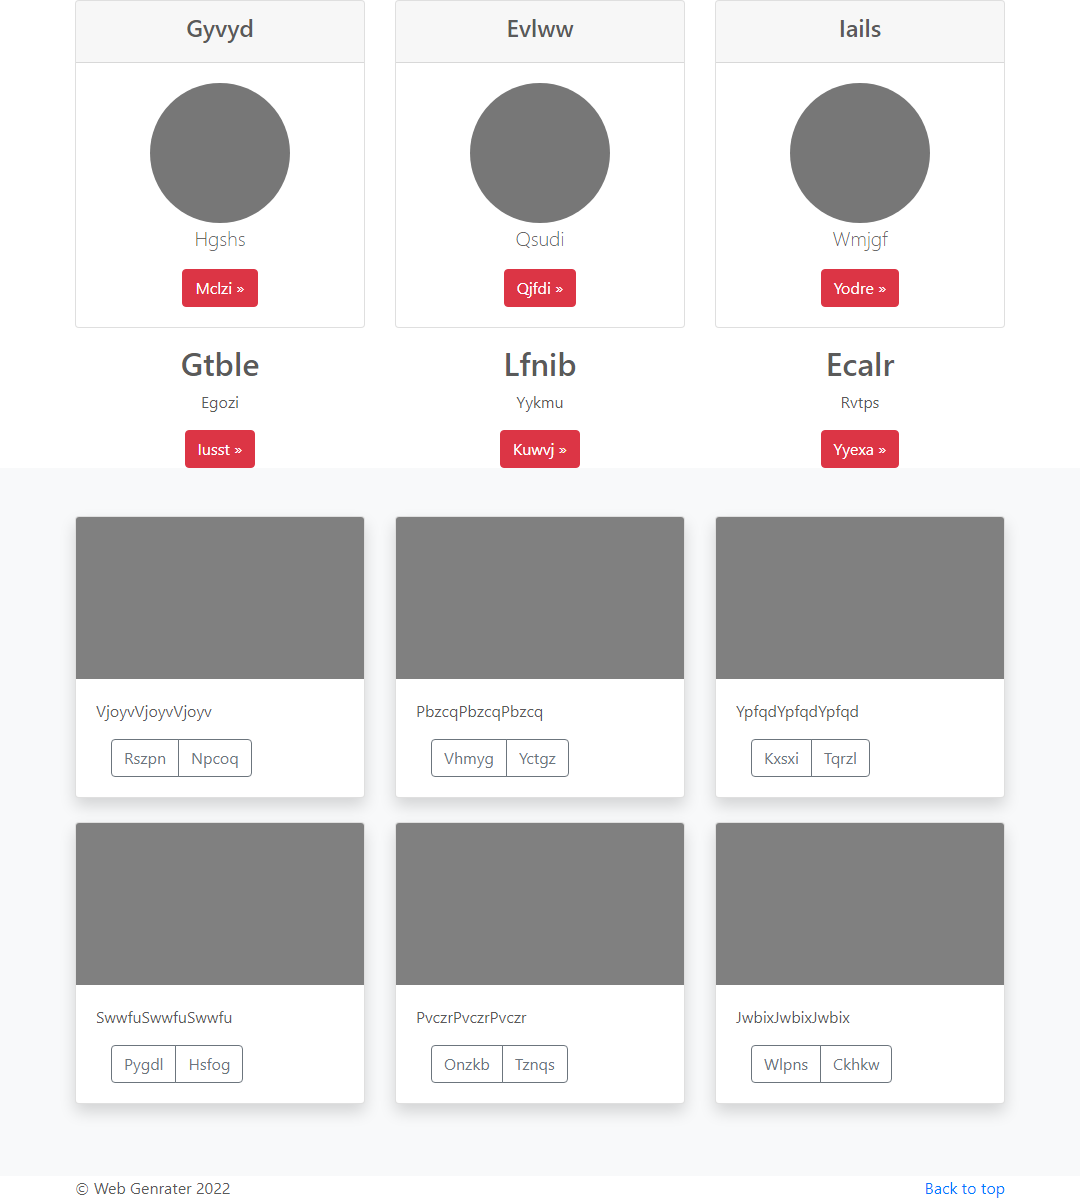 Gyvyd
Evlww
Iails
Hgshs
Qsudi
Wmjgf
Mclzi »
Qjfdi »
Yodre »
Gtble
Lfnib
Ecalr
Egozi
Yykmu
Rvtps
Iusst »
Kuwvj »
Yyexa »
VjoyvVjoyvVjoyv
PbzcqPbzcqPbzcq
YpfqdYpfqdYpfqd
Rszpn Npcoq
Vhmyg Yctgz
Kxsxi Tqrzl
SwwfuSwwfuSwwfu
PvczrPvczrPvczr
JwbixJwbixJwbix
Pygdl Hsfog
Onzkb Tznqs
Wlpns Ckhkw
© Web Genrater 2022
Back to top